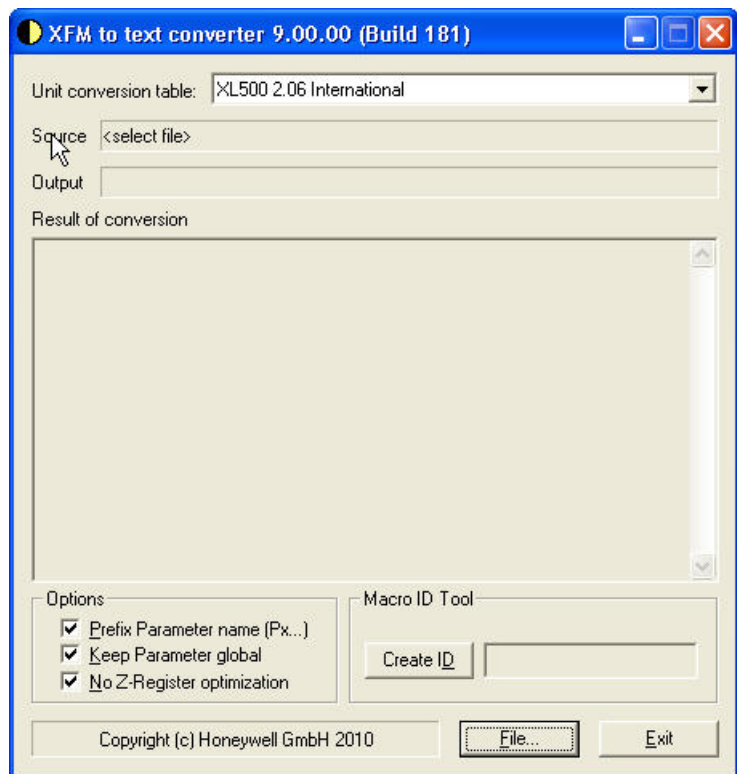 XFM to text converter 9.00.00 (Build 181)
Unit conversion table: XL500 2.06 International
Source <select file>
Output
Result of conversion
Options
Prefix Parameter name (Px...)
Keep Parameter global
No Z-Register optimization
Macro ID Tool
Create ID
Copyright (c) Honeywell GmbH 2010
File...
Exit